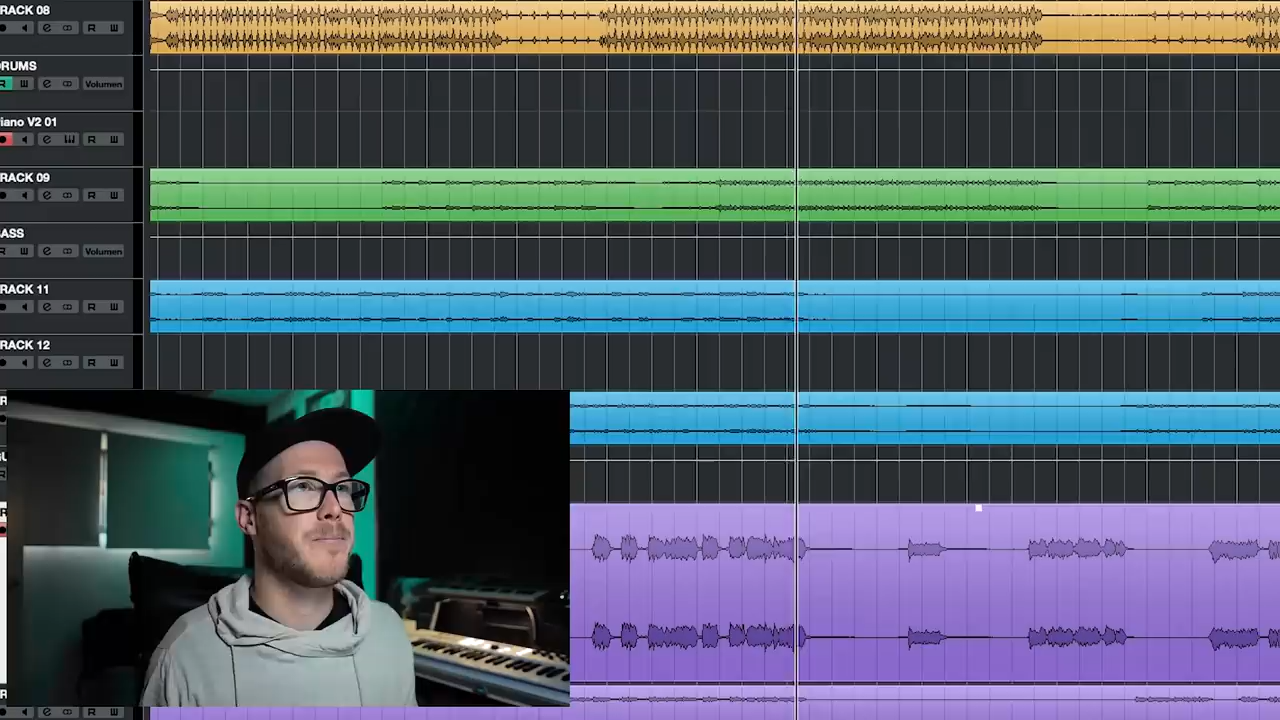 RACK 08
R
DRUMS
R
Volumen
iano V2 01
R
RACK 09
R
ASS
R
Volumen
RACK 11
R
RACK 12
R
R